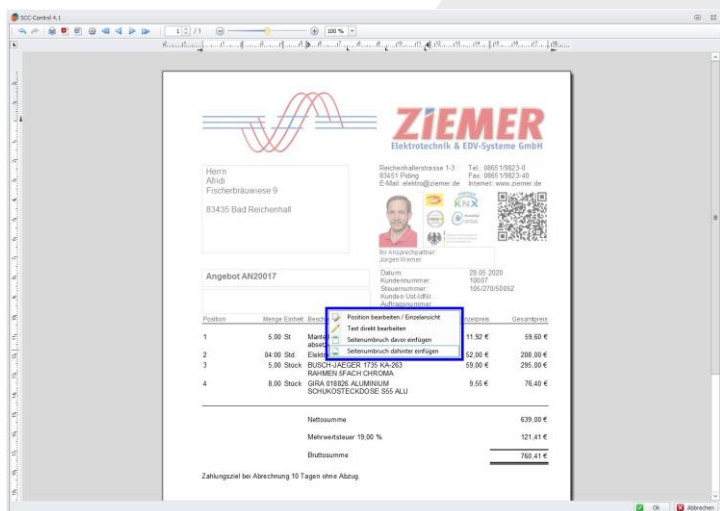 SCC-Control 4.1
1 / 1
100 %
ZiEMER
Elektrotechnik & EDV-Systeme GmbH
Herrn
Afridi
Fischerbräuwiese 9
83435 Bad Reichenhall
Reichenhallerstrasse 1-3 Tel.: 08651/9823-0
83451 Piding Fax: 08651/9823-40
E-Mail: elektro@ziemer.de Internet: www.ziemer.de
KNX
Ihr Ansprechpartner:
Jürgen Werner
Angebot AN20017
Datum: 28.05.2020
Kundennummer: 10007
Steuernummer: 105/270/50052
Kunden Ust-IdNr.
Auftragsnummer
Position bearbeiten / Einzelansicht
Text direkt bearbeiten
Seitenumbruch davor einfügen
Seitenumbruch dahinter einfügen
Position Menge Einheit Gesamtpreis
1 5,00 St 11,92 € 59,60 €
2 04:00 Std. 52,00 € 208,00 €
3 5,00 Stück BUSCH-JAEGER 1735 KA-263 59,00 € 295,00 €
RAHMEN 5FACH CHROMA
4 8,00 Stück GIRA 018826 ALUMINIUM 9,55 € 76,40 €
SCHUKOSTECKDOSE S55 ALU
Nettosumme 639,00 €
Mehrwertsteuer 19,00 % 121,41 €
Bruttosumme 760,41 €
Zahlungsziel bei Abrechnung 10 Tagen ohne Abzug.
Ok Abbrechen